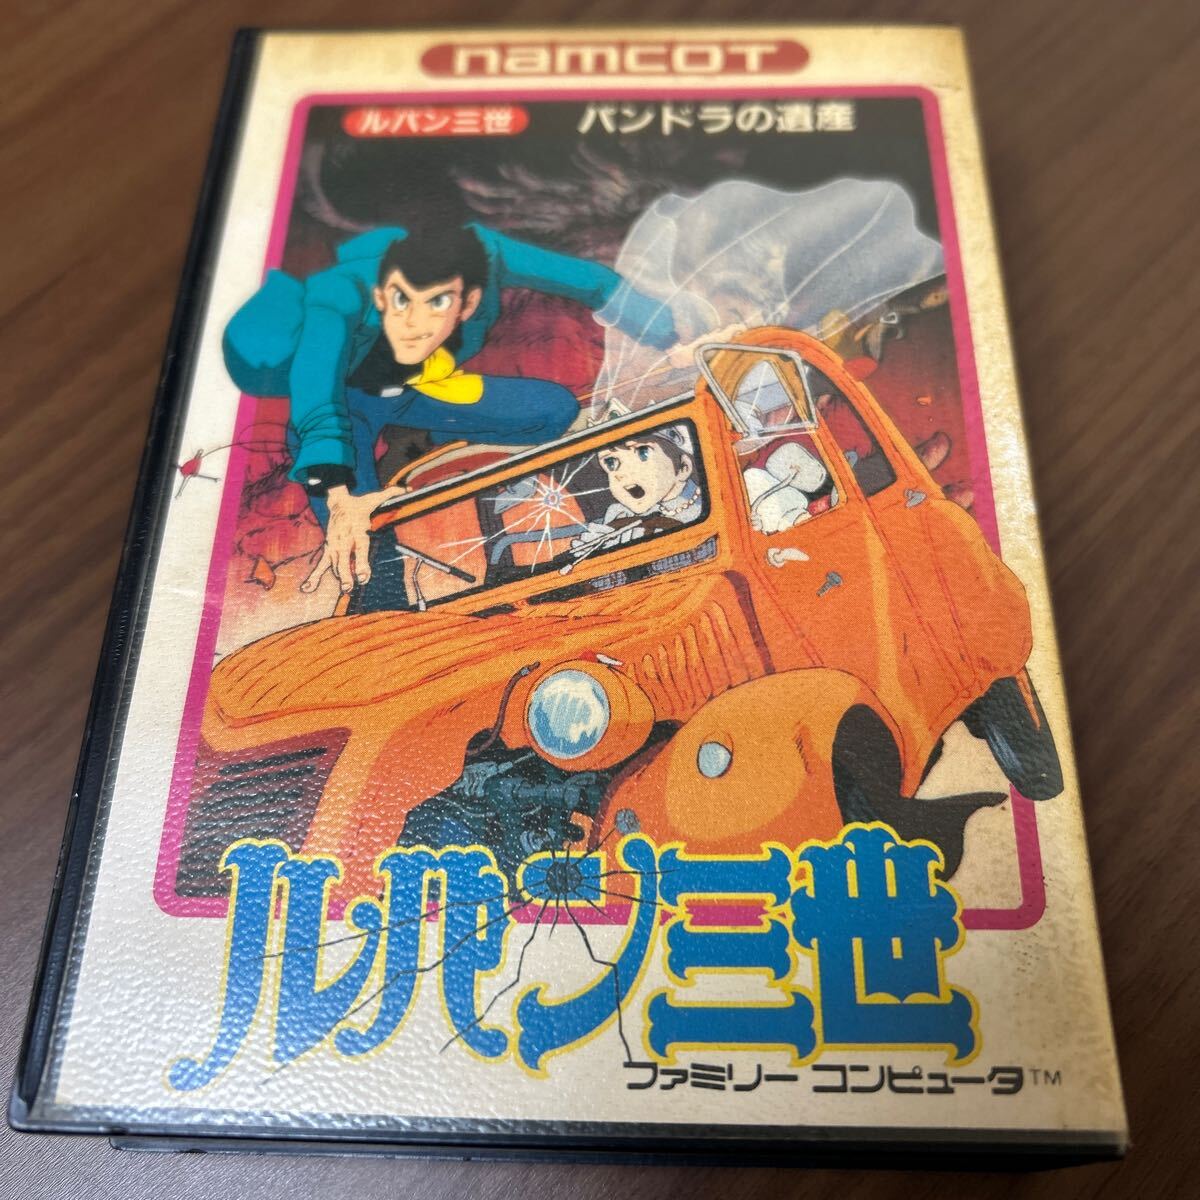 namcoT
ルパン三世 パンドラの遺産
ルパン三世
ファミリー コンピュータ™